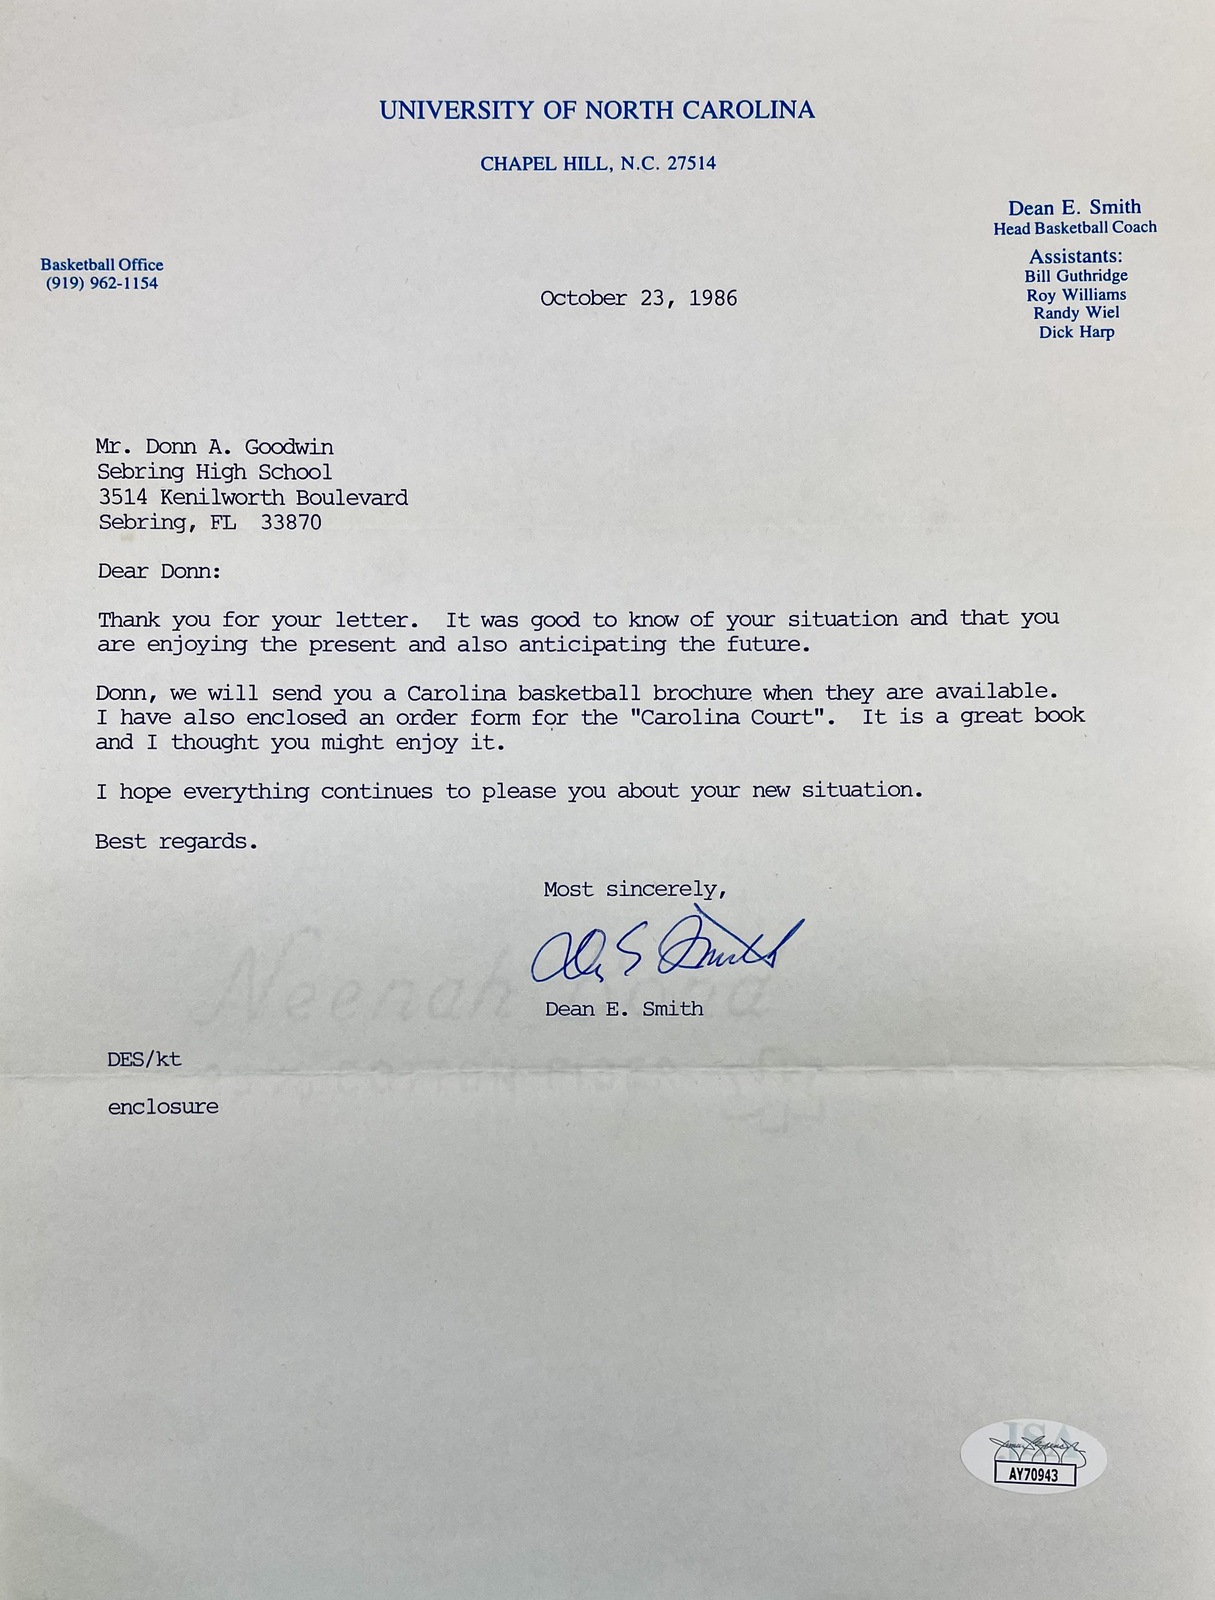 UNIVERSITY OF NORTH CAROLINA
CHAPEL HILL, N.C. 27514
Dean E. Smith
Head Basketball Coach
Assistants:
Bill Guthridge
Roy Williams
Randy Wiel
Dick Harp
Basketball Office
(919) 962-1154
October 23, 1986
Mr. Donn A. Goodwin
Sebring High School
3514 Kenilworth Boulevard
Sebring, FL  33870
Dear Donn:
Thank you for your letter.  It was good to know of your situation and that you
are enjoying the present and also anticipating the future.
Donn, we will send you a Carolina basketball brochure when they are available.
I have also enclosed an order form for the "Carolina Court".  It is a great book
and I thought you might enjoy it.
I hope everything continues to please you about your new situation.
Best regards.
Most sincerely,
Dean E. Smith
Neenah Bond
Dean E. Smith
DES/kt
enclosure
JSA
AY70943